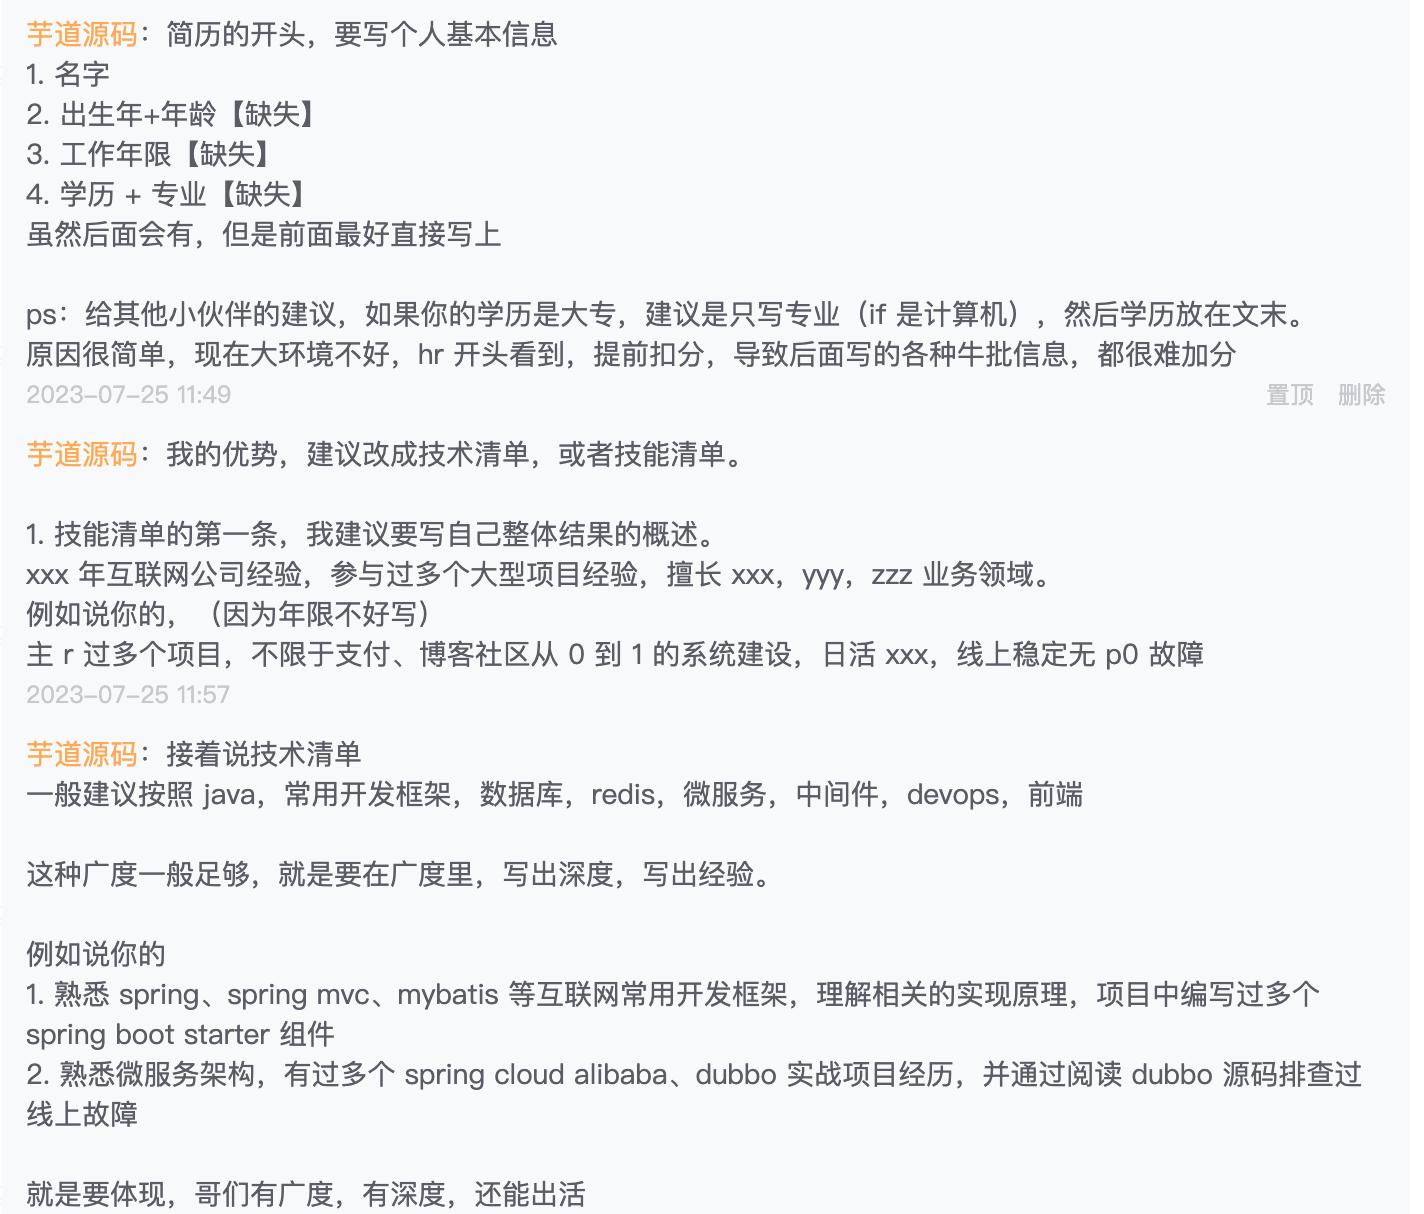 芋道源码：简历的开头，要写个人基本信息
1. 名字
2. 出生年+年龄【缺失】
3. 工作年限【缺失】
4. 学历 + 专业【缺失】
虽然后面会有，但是前面最好直接写上
ps：给其他小伙伴的建议，如果你的学历是大专，建议是只写专业（if 是计算机），然后学历放在文末。
原因很简单，现在大环境不好，hr 开头看到，提前扣分，导致后面写的各种牛批信息，都很难加分
2023-07-25 11:49 置顶 删除
芋道源码：我的优势，建议改成技术清单，或者技能清单。
1. 技能清单的第一条，我建议要写自己整体结果的概述。
xxx 年互联网公司经验，参与过多个大型项目经验，擅长 xxx，yyy，zzz 业务领域。
例如说你的，（因为年限不好写）
主 r 过多个项目，不限于支付、博客社区从 0 到 1 的系统建设，日活 xxx，线上稳定无 p0 故障
2023-07-25 11:57
芋道源码：接着说技术清单
一般建议按照 java，常用开发框架，数据库，redis，微服务，中间件，devops，前端
这种广度一般足够，就是要在广度里，写出深度，写出经验。
例如说你的
1. 熟悉 spring、spring mvc、mybatis 等互联网常用开发框架，理解相关的实现原理，项目中编写过多个
spring boot starter 组件
2. 熟悉微服务架构，有过多个 spring cloud alibaba、dubbo 实战项目经历，并通过阅读 dubbo 源码排查过
线上故障
就是要体现，哥们有广度，有深度，还能出活